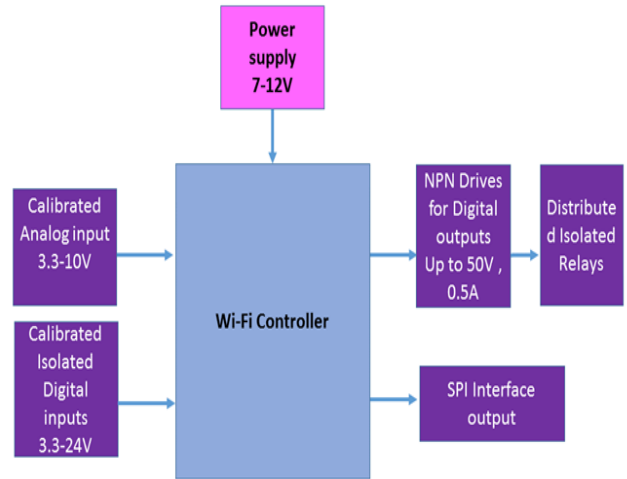 Power
supply
7-12V
Calibrated
Analog input
3.3-10V
Calibrated
Isolated
Digital
inputs
3.3-24V
Wi-Fi Controller
NPN Drives
for Digital
outputs
Up to 50V ,
0.5A
Distribute
d Isolated
Relays
SPI Interface
output